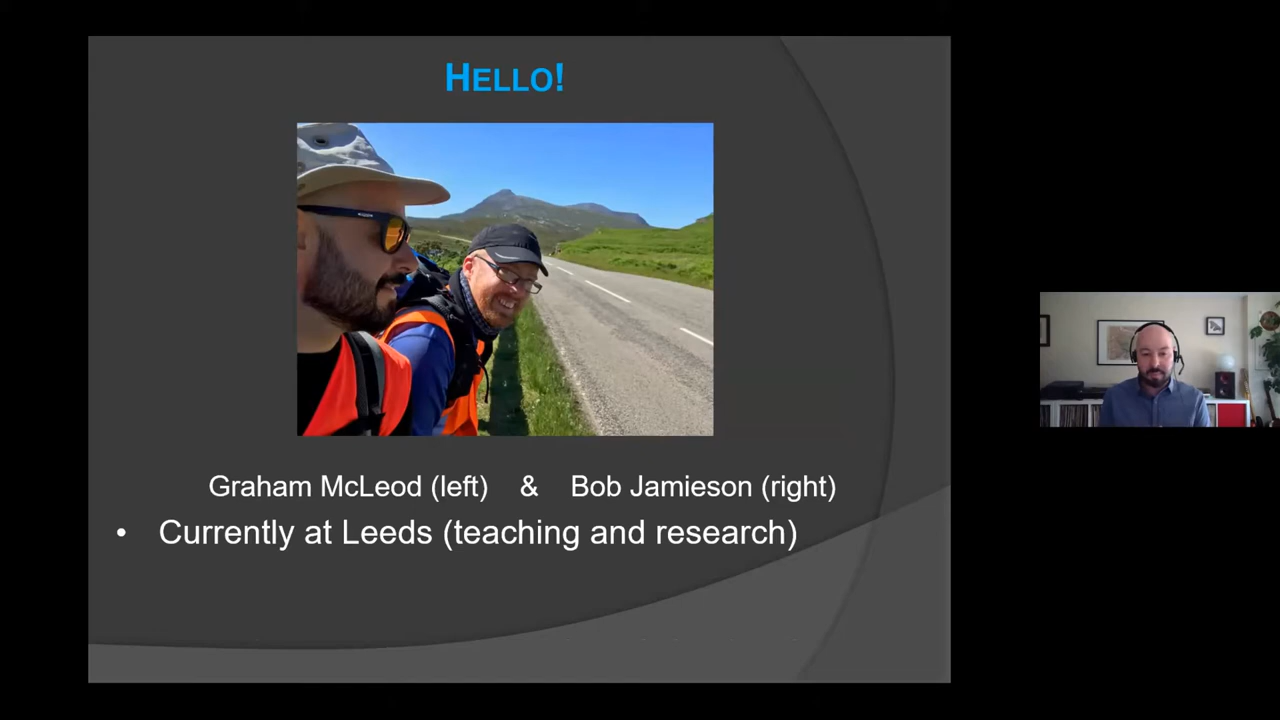 HELLO!
Graham McLeod (left) & Bob Jamieson (right)
• Currently at Leeds (teaching and research)